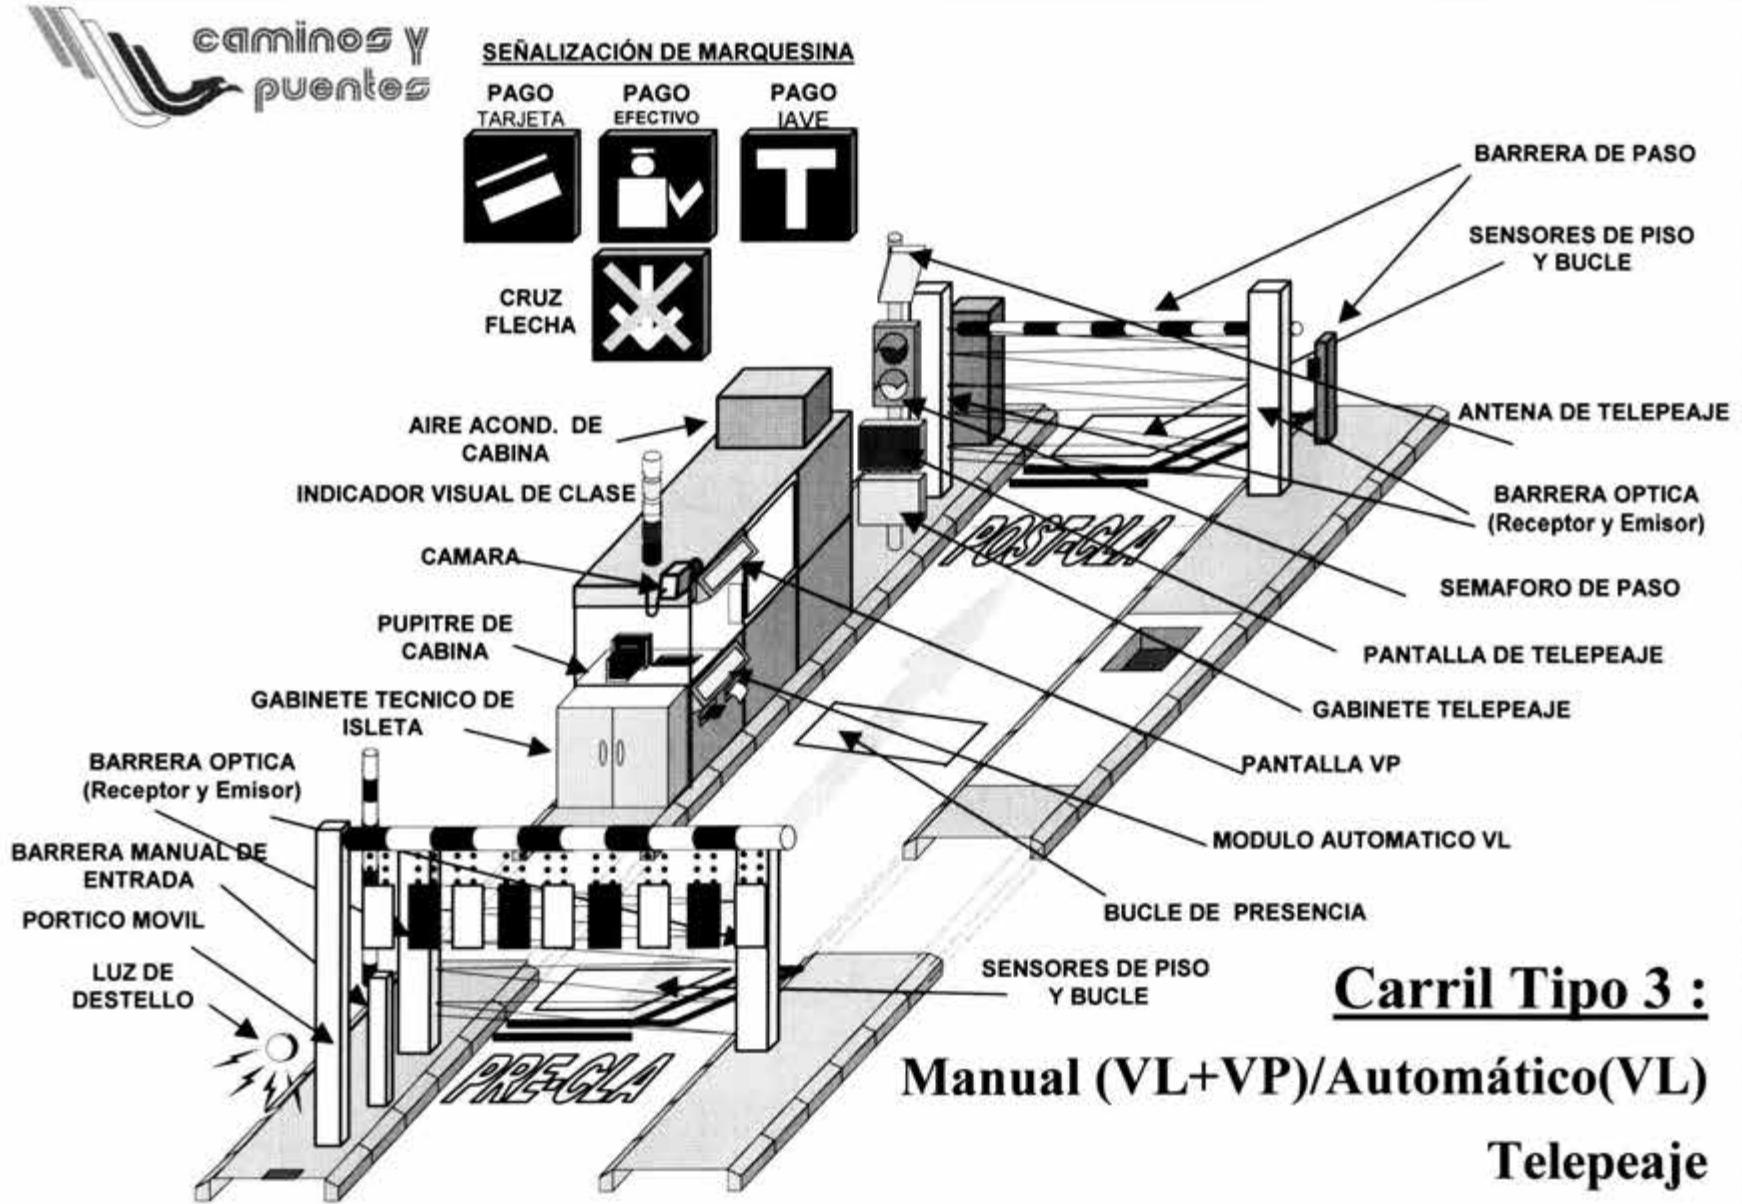 caminos y
puentes
SEÑALIZACIÓN DE MARQUESINA
PAGO
TARJETA
PAGO
EFECTIVO
PAGO
IAVE
CRUZ
FLECHA
BARRERA DE PASO
SENSORES DE PISO
Y BUCLE
AIRE ACOND. DE
CABINA
ANTENA DE TELEPEAJE
INDICADOR VISUAL DE CLASE
BARRERA OPTICA
(Receptor y Emisor)
CAMARA
POST-CLA
SEMAFORO DE PASO
PUPITRE DE
CABINA
PANTALLA DE TELEPEAJE
GABINETE TECNICO DE
ISLETA
GABINETE TELEPEAJE
BARRERA OPTICA
(Receptor y Emisor)
PANTALLA VP
BARRERA MANUAL DE
ENTRADA
MODULO AUTOMATICO VL
PORTICO MOVIL
BUCLE DE PRESENCIA
LUZ DE
DESTELLO
SENSORES DE PISO
Y BUCLE
PRE-CLA
Carril Tipo 3 :
Manual (VL+VP)/Automático(VL)
Telepeaje